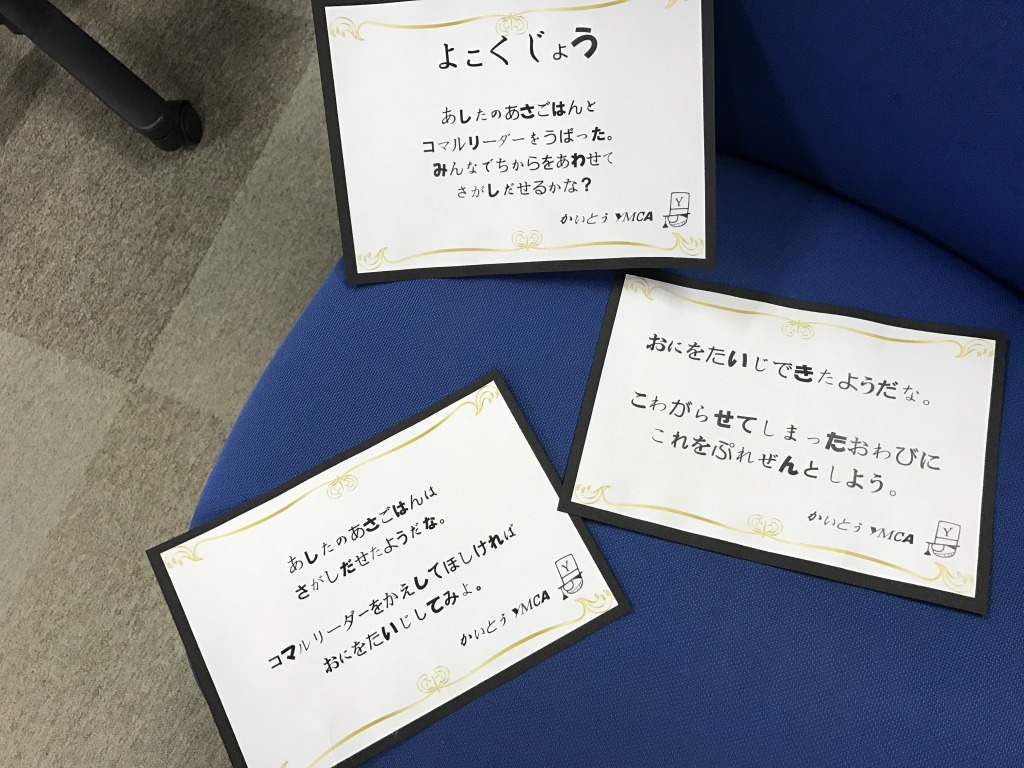 よこくじょう
あしたのあさごはんと
コマルリーダーをうばった。
みんなでちからをあわせて
さがしだせるかな?
かいとう YMCA
Y
おにをたいじできたようだな。
こわがらせてしまったおわびに
これをぷれぜんとしよう。
かいとう YMCA
Y
あしたのあさごはんは
さがしだせたようだな。
コマルリーダーをかえしてほしければ
おにをたいじしてみよ。
かいとう YMCA
Y